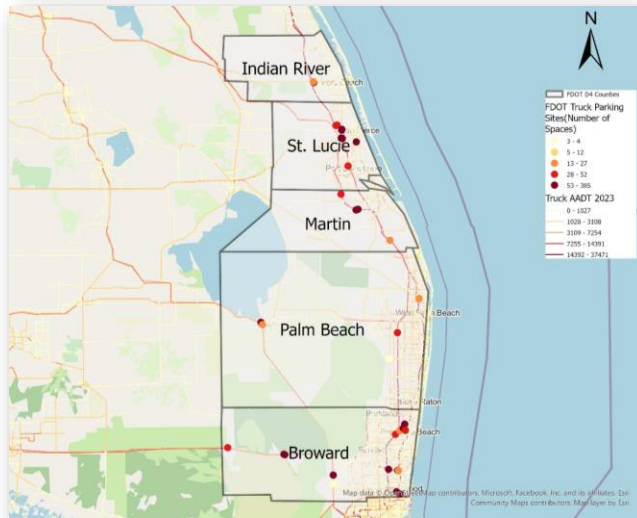 N
Indian River
St. Lucie
Martin
Palm Beach
Broward
Beach
Beach
FDOT D4 Counties
FDOT Truck Parking
Sites(Number of
Spaces)
3 - 4
5 - 12
13 - 27
28 - 52
53 - 385
Truck AADT 2023
0 - 1027
1028 - 3108
3109 - 7254
7255 - 14391
14392 - 37471
Map data © OpenStreetMap contributors, Microsoft, Facebook, Inc. and its affiliates, Esri
Community Maps contributors, Map layer by Esri